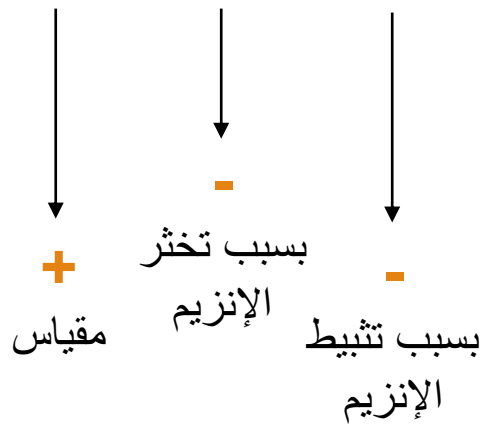 -
بسبب تخثر
الإنزيم
+
مقياس
-
بسبب تثبيط
الإنزيم